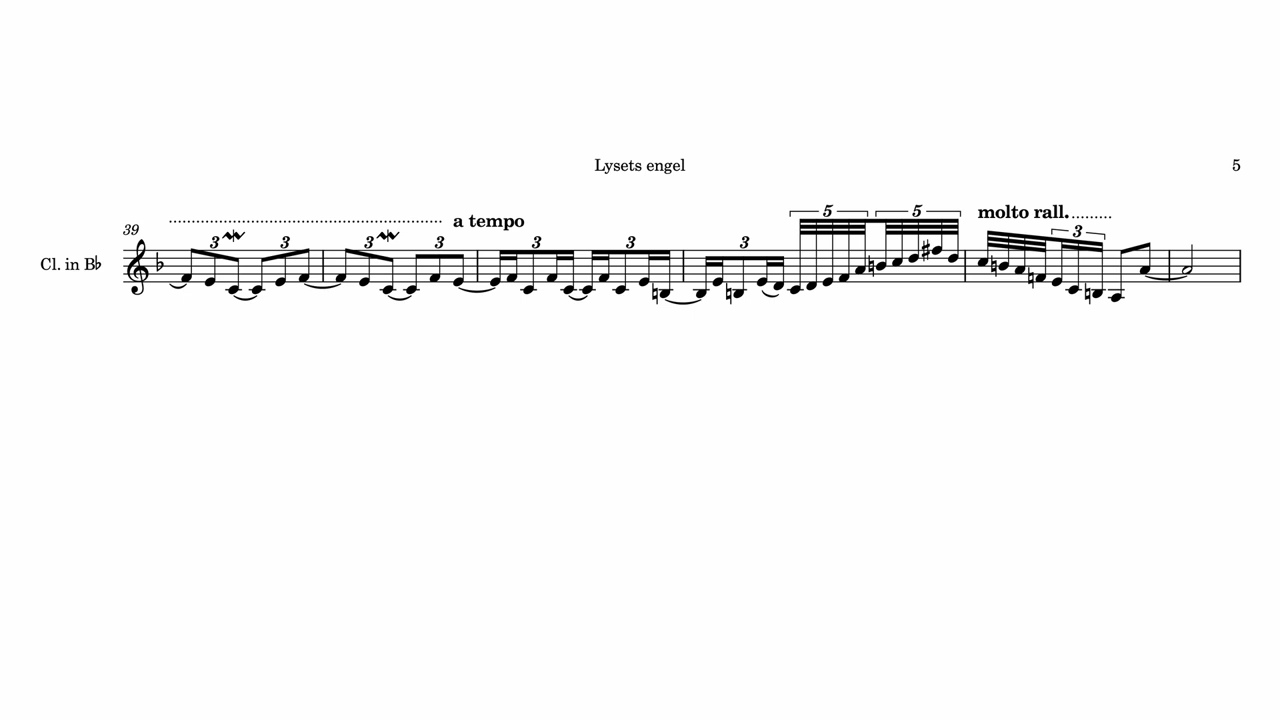 Lysets engel 5
molto rall.
a tempo
5 5
39
3 3 3 3 3 3 3 3
Cl. in B♭